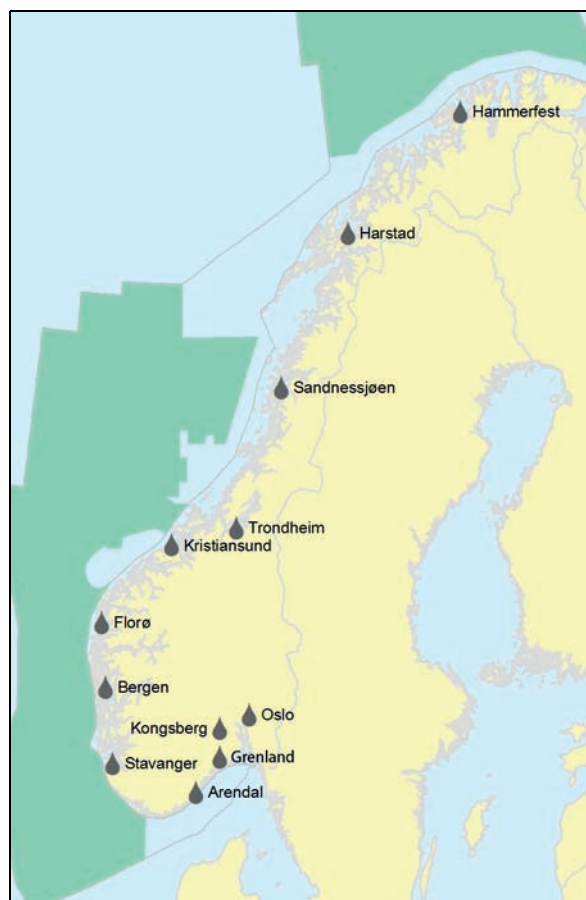 Hammerfest
Harstad
Sandnessjøen
Trondheim
Kristiansund
Florø
Bergen
Oslo
Kongsberg
Grenland
Stavanger
Arendal